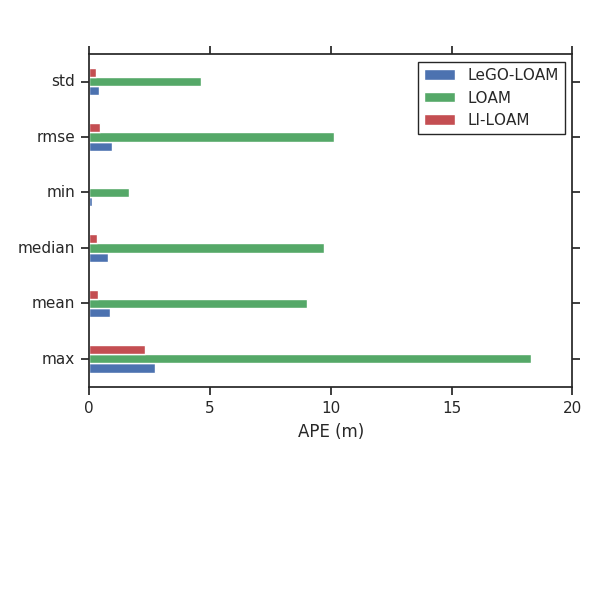 LeGO-LOAM
LOAM
LI-LOAM
std
rmse
min
median
mean
max
0 5 10 15 20
APE (m)